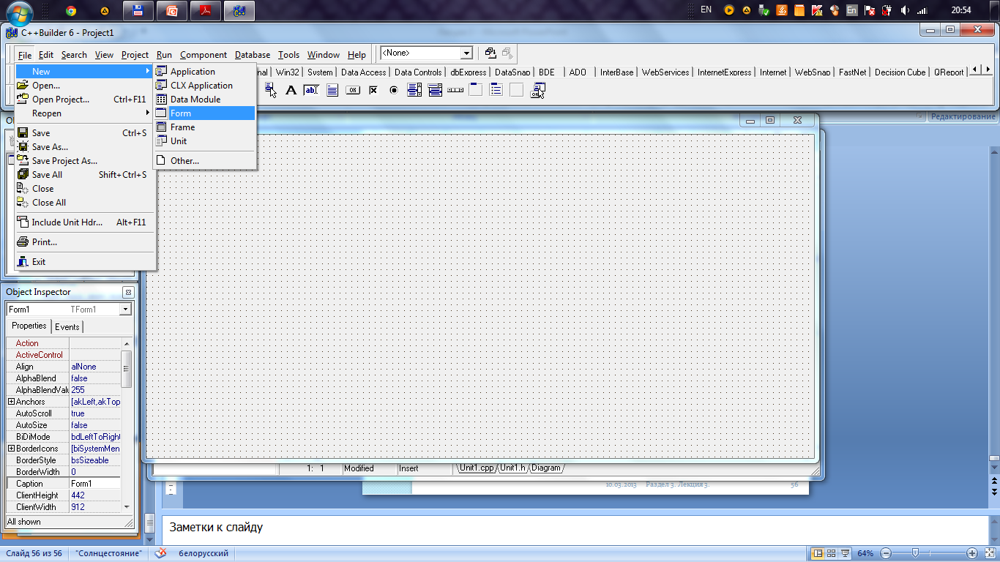 EN
En
20:54
C++Builder 6 - Project1
File Edit Search View Project Run Component Database Tools Window Help
<None>
New
Open...
Open Project... Ctrl+F11
Reopen
Save Ctrl+S
Save As...
Save Project As...
Save All Shift+Ctrl+S
Close
Close All
Include Unit Hdr... Alt+F11
Print...
Exit
Application
CLX Application
Data Module
Form
Frame
Unit
Other...
Win32 System Data Access Data Controls dbExpress DataSnap BDE ADO InterBase WebServices InternetExpress Internet WebSnap FastNet Decision Cube QReport
Редактирование
Object Inspector
Form1 TForm1
Properties Events
Action
ActiveControl
Align alNone
AlphaBlend false
AlphaBlendValu 255
Anchors [akLeft,akTop
AutoScroll true
AutoSize false
BiDiMode bdLeftToRight
BorderIcons [biSystemMen
BorderStyle bsSizeable
BorderWidth 0
Caption Form1
ClientHeight 442
ClientWidth 912
All shown
1: 1 Modified Insert Unit1.cpp Unit1.h Diagram
10.03.2013 Раздел 3. Лекция 3. 56
Заметки к слайду
Слайд 56 из 56 "Солнцестояние" белорусский 64%